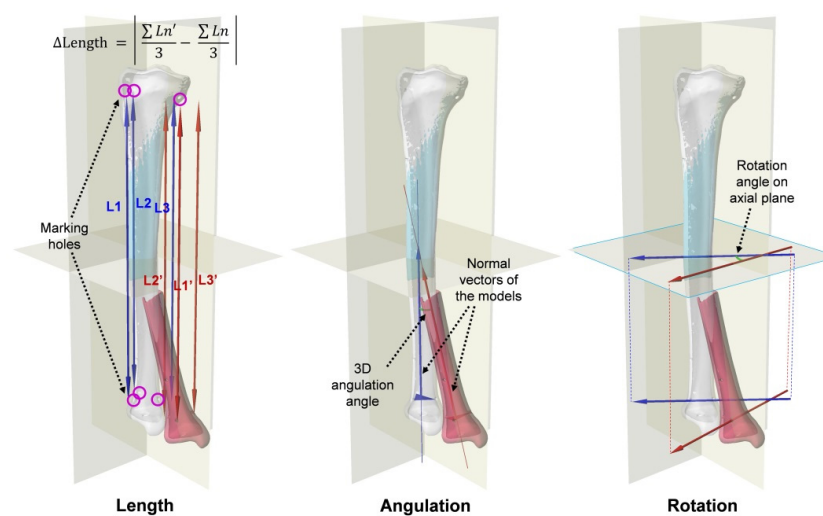 ΔLength = | ∑ Ln′/3 − ∑ Ln/3 |
Marking
holes
L1
L2
L3
L2’
L1’
L3’
Length
Normal
vectors of
the models
3D
angulation
angle
Angulation
Rotation
angle on
axial plane
Rotation